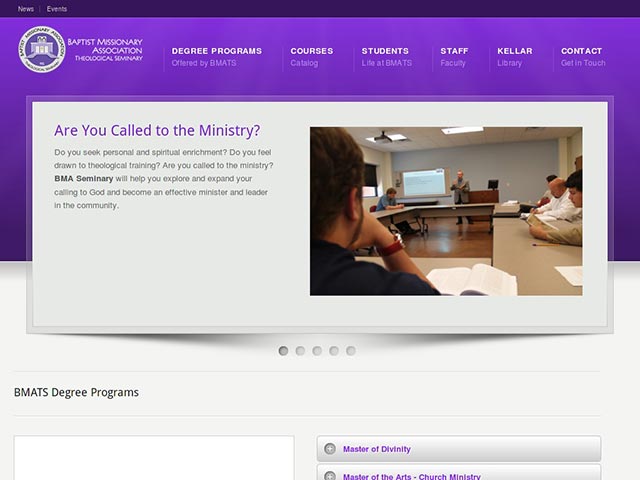 News
Events
Baptist Missionary
Association
Theological Seminary
DEGREE PROGRAMS
Offered by BMATS
COURSES
Catalog
STUDENTS
Life at BMATS
STAFF
Faculty
KELLAR
Library
CONTACT
Get in Touch
Are You Called to the Ministry?
Do you seek personal and spiritual enrichment? Do you feel
drawn to theological training? Are you called to the ministry?
BMA Seminary will help you explore and expand your
calling to God and become an effective minister and leader
in the community.
BMATS Degree Programs
Master of Divinity
Master of the Arts - Church Ministry